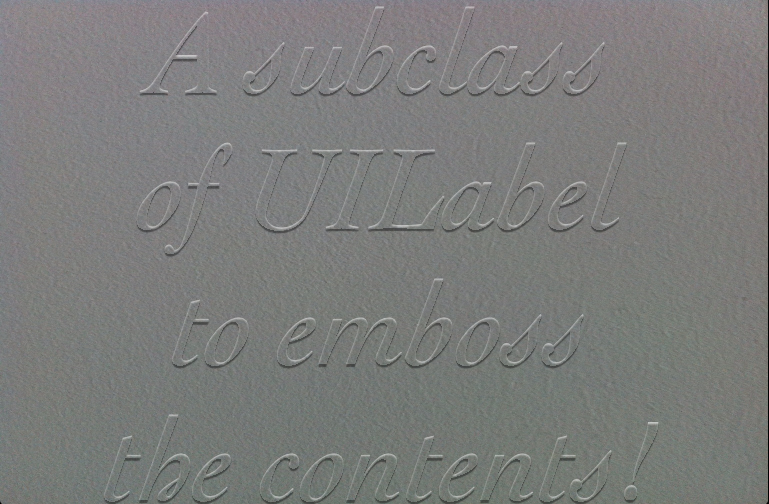 A subclass
of UILabel
to emboss
the contents!